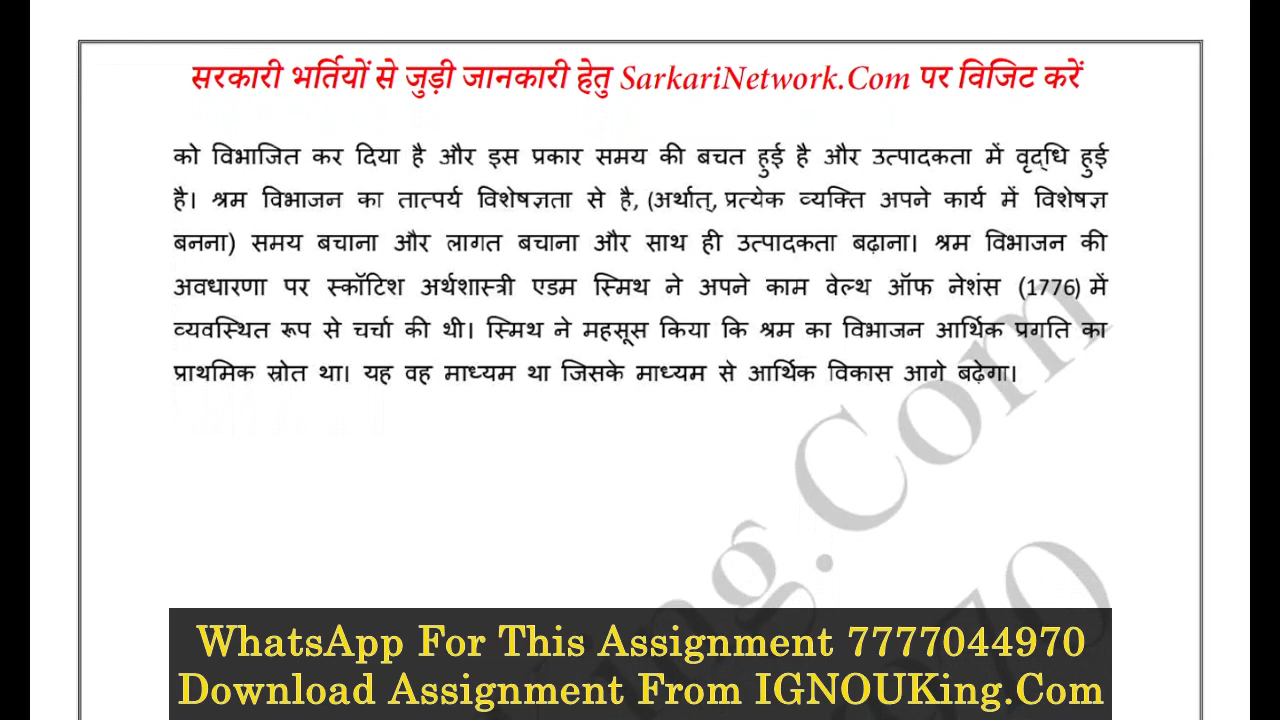 सरकारी भर्तियों से जुड़ी जानकारी हेतु SarkariNetwork.Com पर विजिट करें
को विभाजित कर दिया है और इस प्रकार समय की बचत हुई है और उत्पादकता में वृद्धि हुई
है। श्रम विभाजन का तात्पर्य विशेषज्ञता से है, (अर्थात्, प्रत्येक व्यक्ति अपने कार्य में विशेषज्ञ
बनना) समय बचाना और लागत बचाना और साथ ही उत्पादकता बढ़ाना। श्रम विभाजन की
अवधारणा पर स्कॉटिश अर्थशास्त्री एडम स्मिथ ने अपने काम वेल्थ ऑफ नेशंस (1776) में
व्यवस्थित रूप से चर्चा की थी। स्मिथ ने महसूस किया कि श्रम का विभाजन आर्थिक प्रगति का
प्राथमिक स्रोत था। यह वह माध्यम था जिसके माध्यम से आर्थिक विकास आगे बढ़ेगा।
ing.Com
970
WhatsApp For This Assignment 7777044970
Download Assignment From IGNOUKing.Com